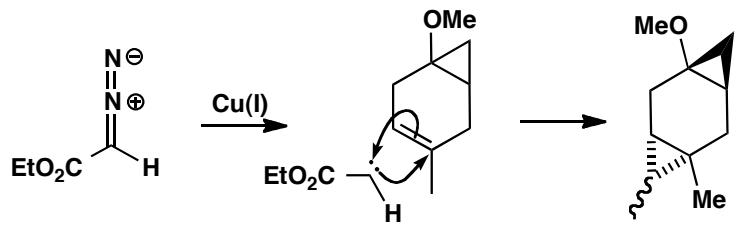 N ⊖
N ⊕
EtO₂C
H
Cu(I)
OMe
EtO₂C
H
MeO
Me